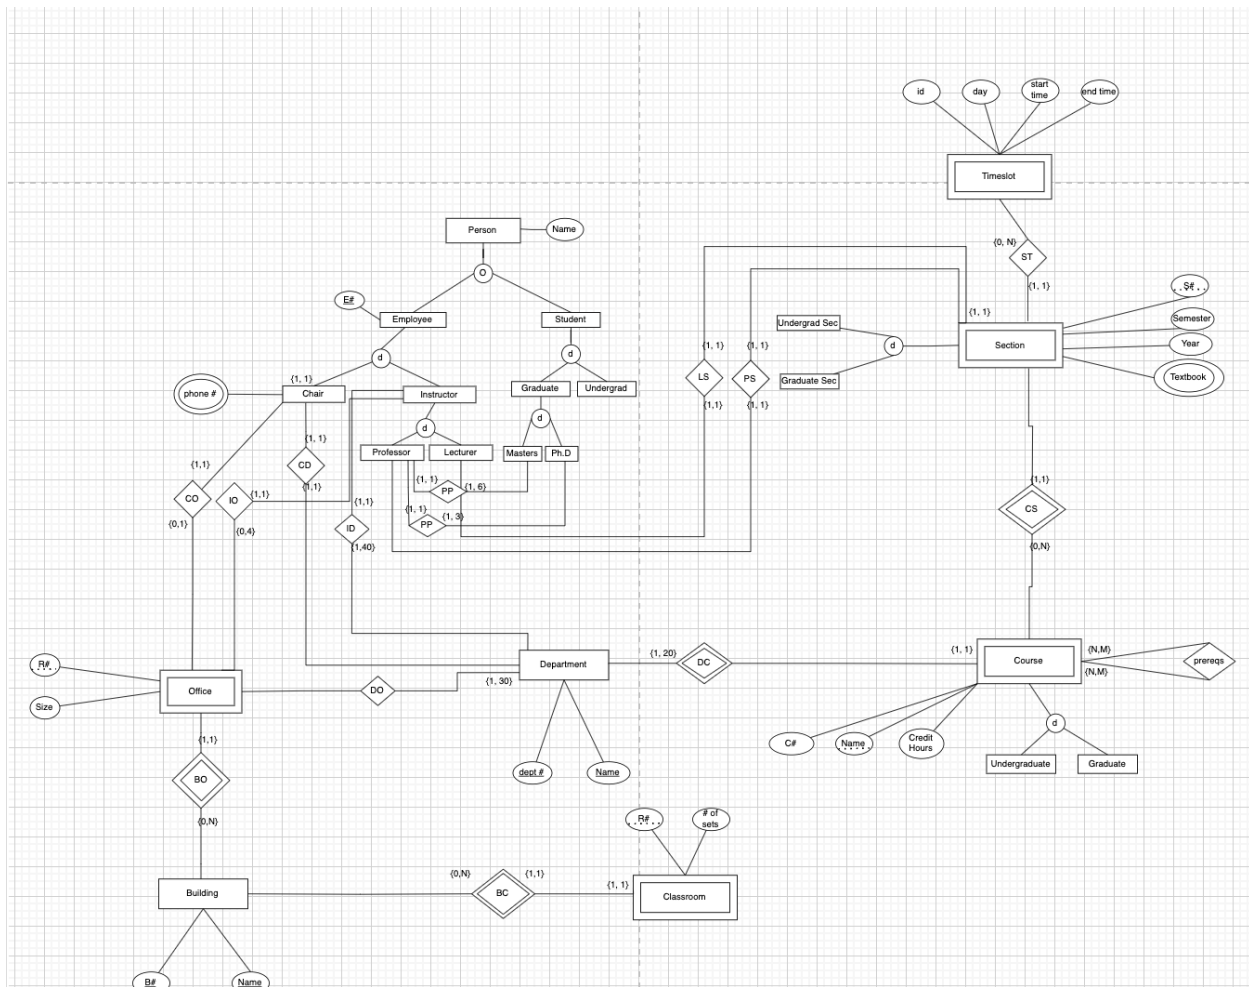 id
day
start
time
end time
Timeslot
{0, N}
ST
{1, 1}
Person
Name
O
E#
Employee
Student
d
d
phone #
{1, 1}
Chair
Instructor
Graduate
Undergrad
d
d
Professor
Lecturer
Masters
Ph.D
{1, 1}
CD
{1,1}
{1,1}
CO
{0,1}
IO
{1,1}
{0,4}
{1,1}
ID
{1,40}
{1, 1}
PP
{1, 6}
{1, 1}
PP
{1, 3}
{1, 1}
LS
{1,1}
{1, 1}
PS
{1, 1}
Undergrad Sec
d
Graduate Sec
{1, 1}
Section
S#
Semester
Year
Textbook
{1,1}
CS
{0,N}
R#
Size
Office
DO
{1, 30}
Department
{1, 20}
DC
{1, 1}
Course
{N,M}
{N,M}
prereqs
dept #
Name
C#
Name
Credit
Hours
d
Undergraduate
Graduate
{1,1}
BO
{0,N}
Building
B#
Name
{0,N}
BC
{1,1}
{1, 1}
Classroom
R#
# of
sets